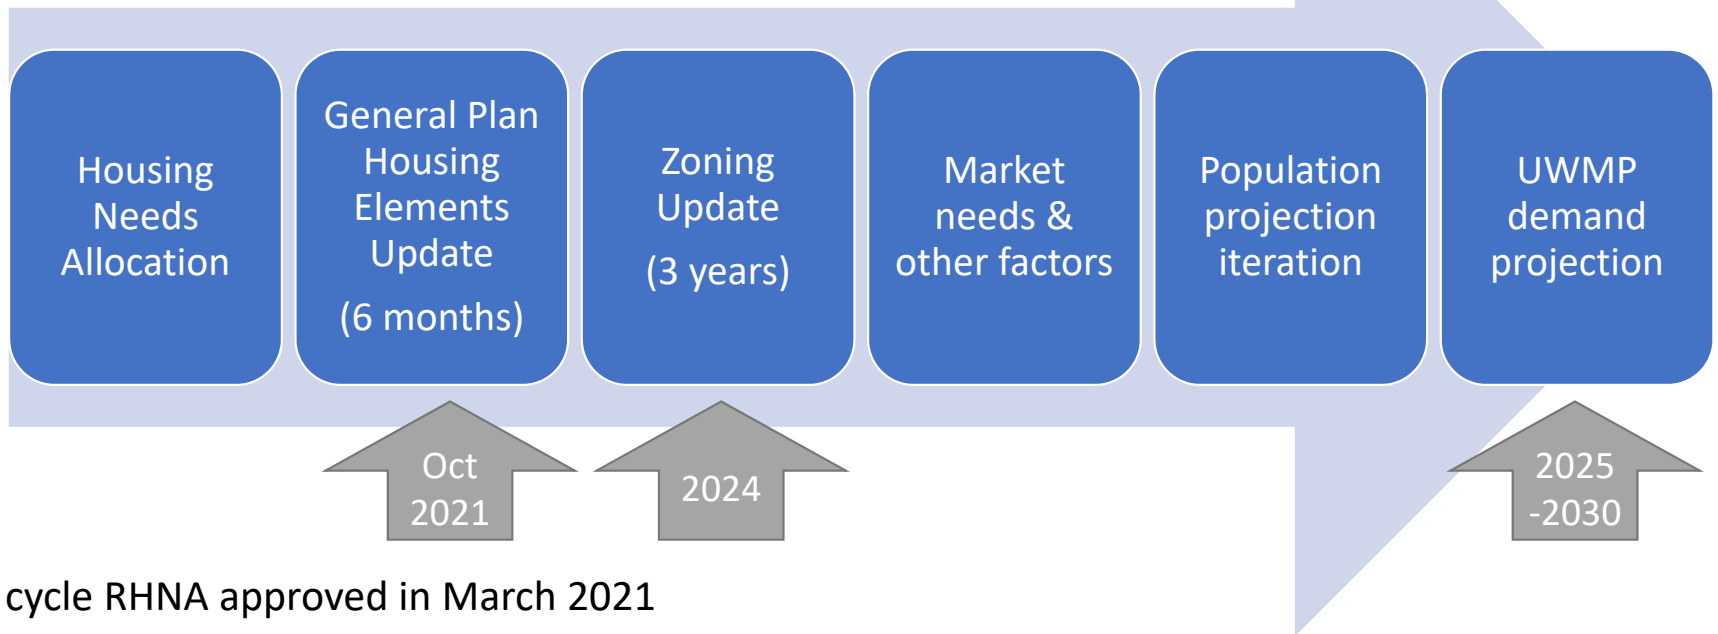 Housing
Needs
Allocation
General Plan
Housing
Elements
Update
(6 months)
Zoning
Update
(3 years)
Market
needs &
other factors
Population
projection
iteration
UWMP
demand
projection
Oct
2021
2024
2025
-2030
cycle RHNA approved in March 2021